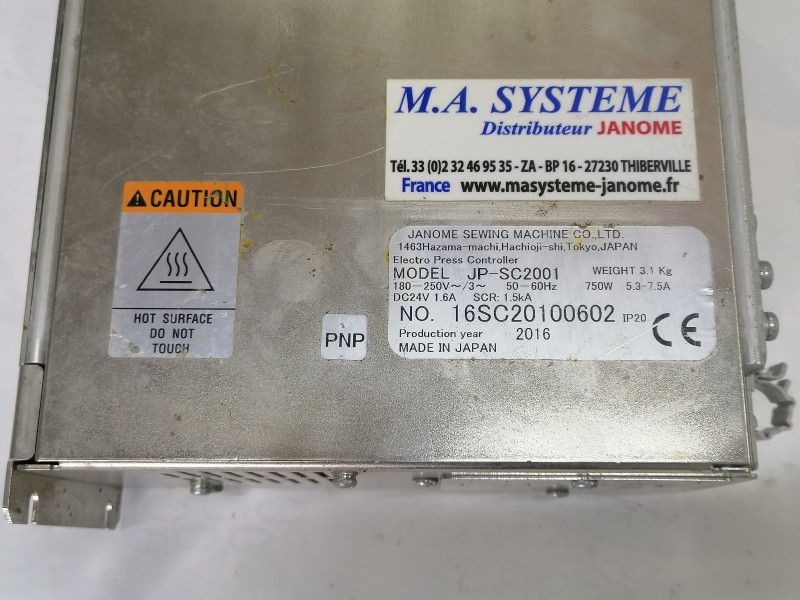 M.A. SYSTEME
Distributeur JANOME
Tél. 33 (0)2 32 46 95 35 - ZA - BP 16 - 27230 THIBERVILLE
France www.masysteme-janome.fr
CAUTION
HOT SURFACE
DO NOT
TOUCH
PNP
JANOME SEWING MACHINE CO.,LTD.
1463Hazama-machi,Hachioji-shi,Tokyo,JAPAN
Electro Press Controller
MODEL JP-SC2001 WEIGHT 3.1 Kg
180-250V~/3~ 50-60Hz 750W 5.3-7.5A
DC24V 1.6A SCR: 1.5kA
NO. 16SC20100602 IP20
Production year 2016
MADE IN JAPAN
CE